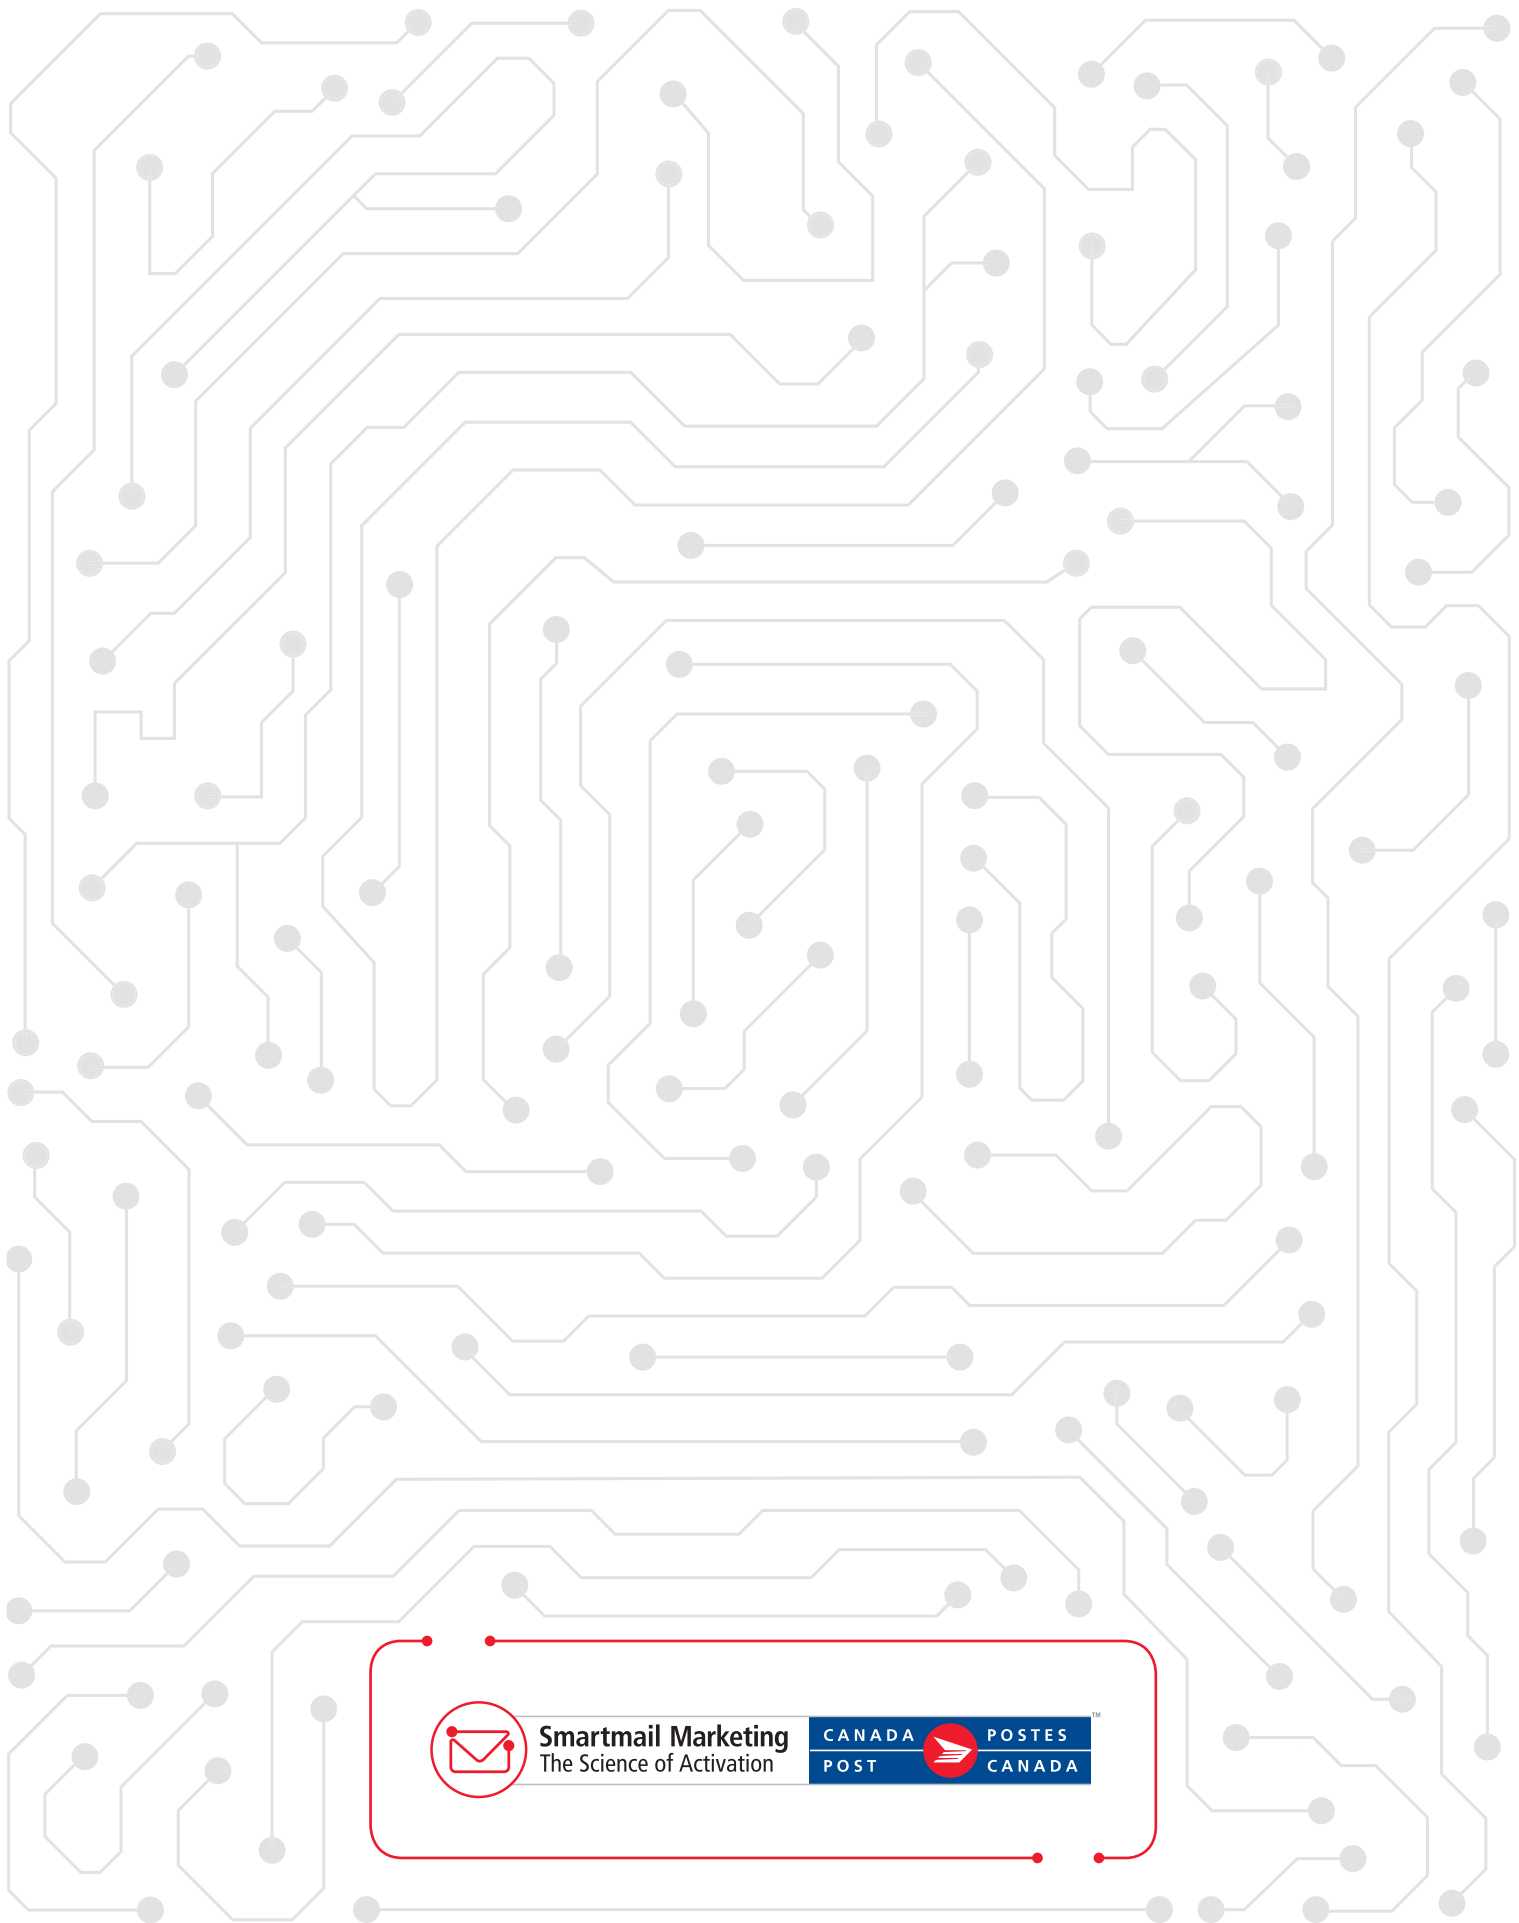 Smartmail Marketing
The Science of Activation
CANADA POSTES
POST CANADA
™